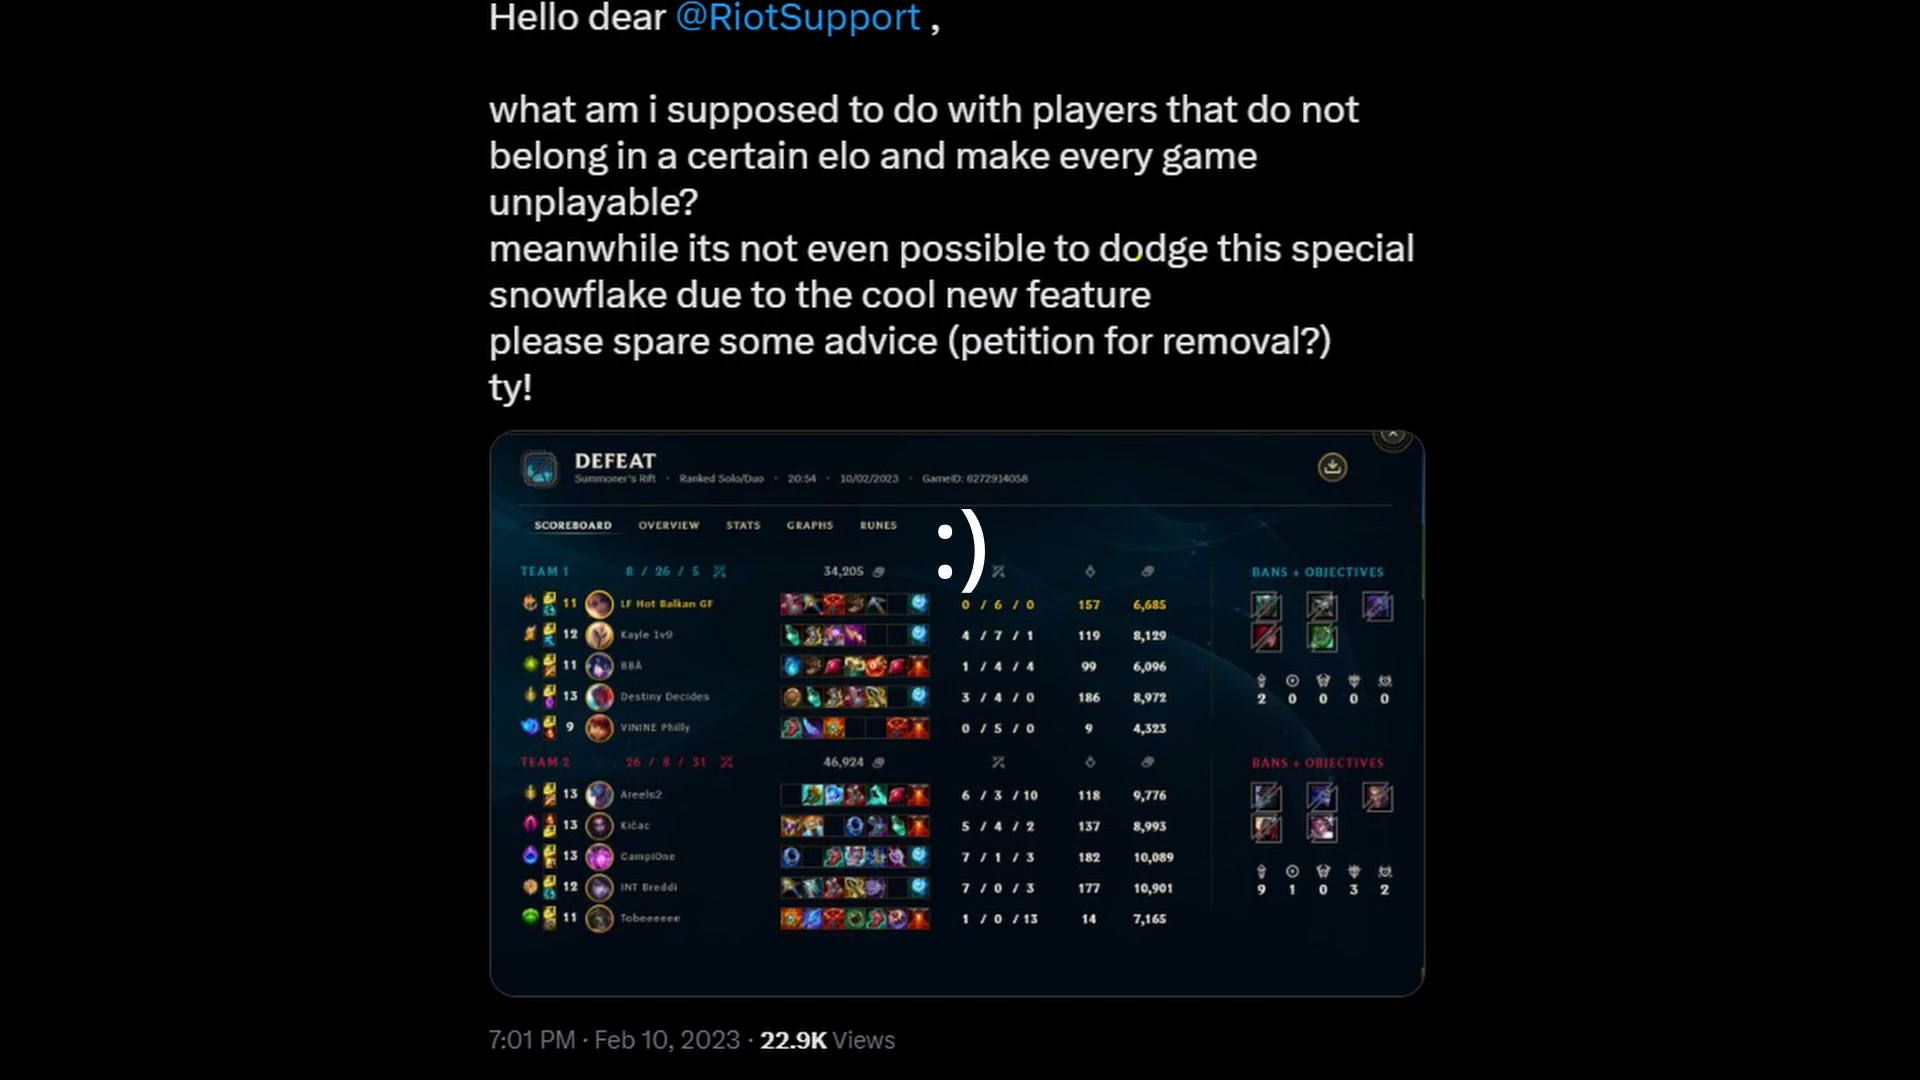 Hello dear @RiotSupport ,
what am i supposed to do with players that do not
belong in a certain elo and make every game
unplayable?
meanwhile its not even possible to dodge this special
snowflake due to the cool new feature
please spare some advice (petition for removal?)
ty!
DEFEAT
Summoner's Rift · Ranked Solo/Duo · 20:54 · 10/02/2023 · GameID: 6272914058
SCOREBOARD OVERVIEW STATS GRAPHS RUNES
:)
TEAM 1 8 / 26 / 5 34,205 BANS + OBJECTIVES
11 LF Hot Balkan GF 0 / 6 / 0 157 6,685
12 Kayle 1v9 4 / 7 / 1 119 8,129
11 BBÁ 1 / 4 / 4 99 6,096
13 Destiny Decides 3 / 4 / 0 186 8,972
2 0 0 0 0
9 VININE Philly 0 / 5 / 0 9 4,323
TEAM 2 26 / 8 / 31 46,924 BANS + OBJECTIVES
13 Areels2 6 / 3 / 10 118 9,776
13 Kičac 5 / 4 / 2 137 8,993
13 Campi0ne 7 / 1 / 3 182 10,089
12 INT Breddi 7 / 0 / 3 177 10,901
9 1 0 3 2
11 Tobeeeeee 1 / 0 / 13 14 7,165
7:01 PM · Feb 10, 2023 · 22.9K Views